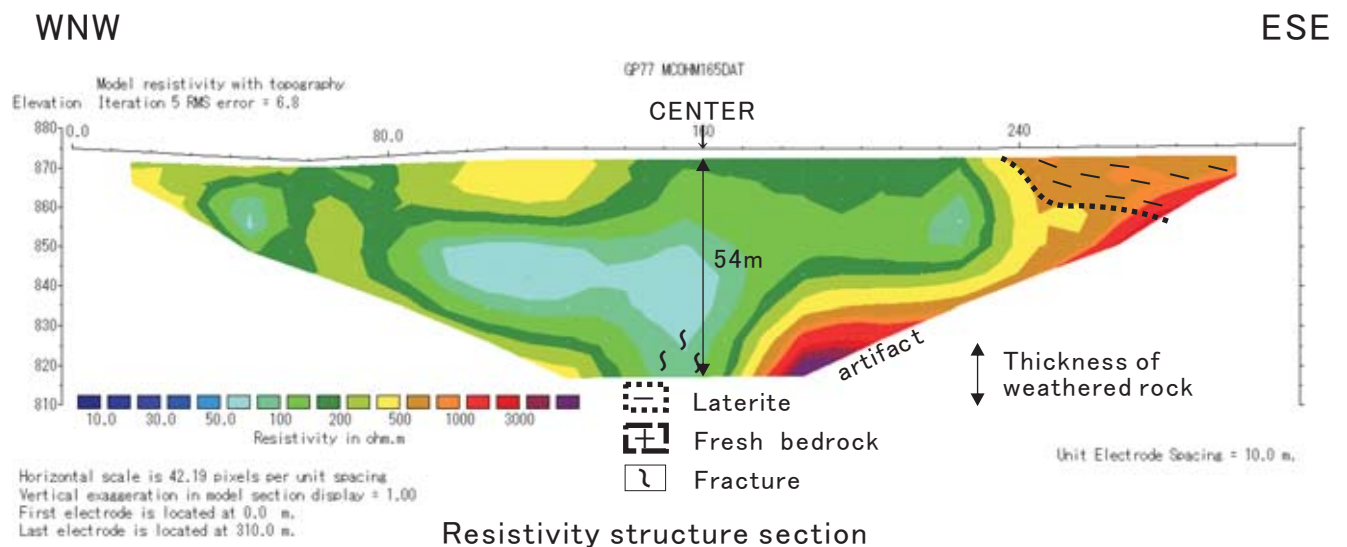 WNW
ESE
GP77 MCOHM165DAT
Model resistivity with topography
Elevation Iteration 5 RMS error = 6.8
CENTER
880
0.0
80.0
160
240
870
860
850
54m
840
830
820
artifact
Thickness of
weathered rock
810
10.0 30.0 50.0 100 200 500 1000 3000
Resistivity in ohm.m
Laterite
Fresh bedrock
Fracture
Unit Electrode Spacing = 10.0 m.
Horizontal scale is 42.19 pixels per unit spacing
Vertical exaggeration in model section display = 1.00
First electrode is located at 0.0 m.
Last electrode is located at 310.0 m.
Resistivity structure section